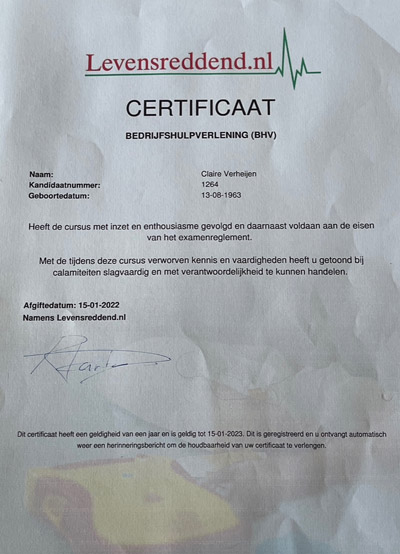 Levensreddend.nl
CERTIFICAAT
BEDRIJFSHULPVERLENING (BHV)
Naam: Claire Verheijen
Kandidaatnummer: 1264
Geboortedatum: 13-08-1963
Heeft de cursus met inzet en enthousiasme gevolgd en daarnaast voldaan aan de eisen
van het examenreglement.
Met de tijdens deze cursus verworven kennis en vaardigheden heeft u getoond bij
calamiteiten slagvaardig en met verantwoordelijkheid te kunnen handelen.
Afgiftedatum: 15-01-2022
Namens Levensreddend.nl
Dit certificaat heeft een geldigheid van een jaar en is geldig tot 15-01-2023. Dit is geregistreerd en u ontvangt automatisch
weer een herinneringsbericht om de houdbaarheid van uw certificaat te verlengen.